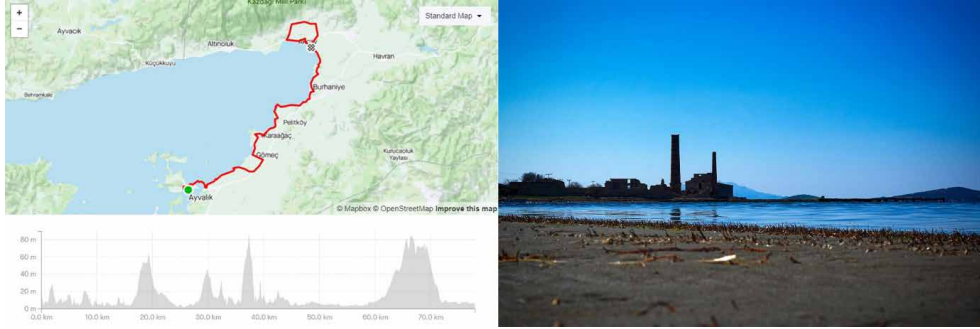 Kazdağı Milli Parkı
+
−
Standard Map
Ayvacık
Altınoluk
Küçükkuyu
Havran
Behramkale
Burhaniye
Pelitköy
Karaağaç
Gömeç
Kurucaoluk
Yaylası
Ayvalık
© Mapbox © OpenStreetMap Improve this map
80 m
60 m
40 m
20 m
0 m
0.0 km 10.0 km 20.0 km 30.0 km 40.0 km 50.0 km 60.0 km 70.0 km